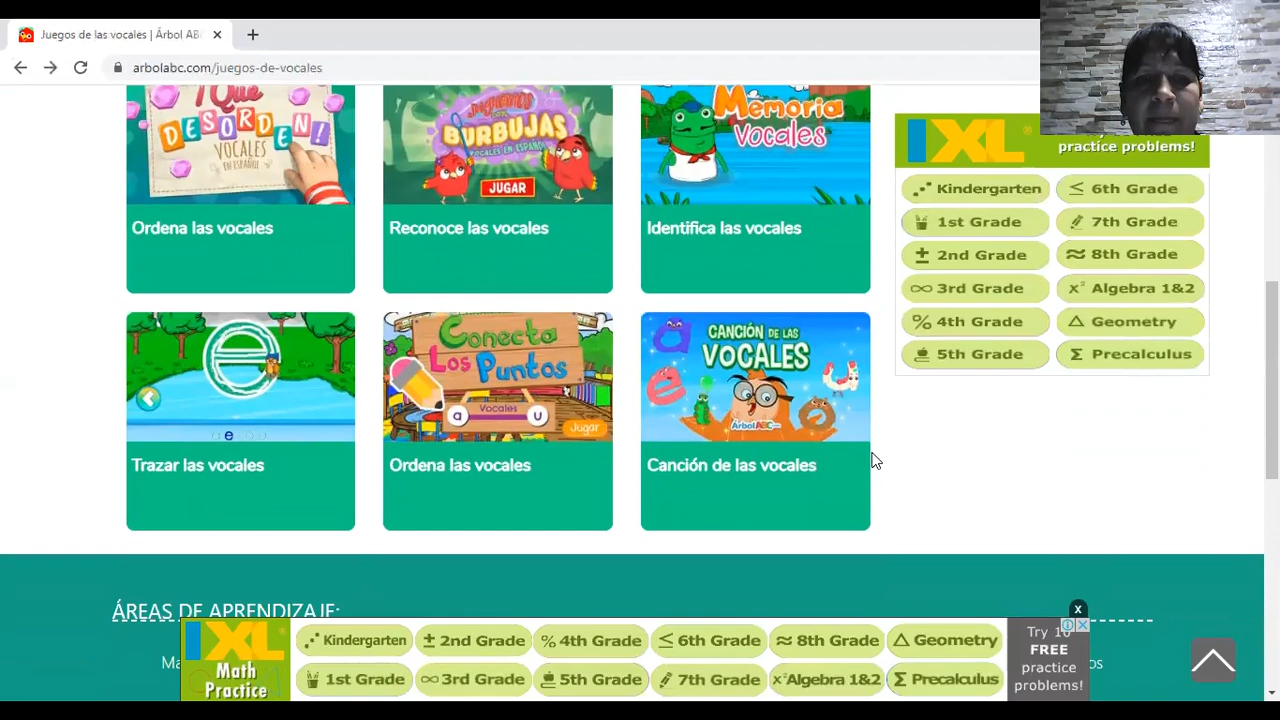 Juegos de las vocales | Árbol AB
arbolabc.com/juegos-de-vocales
¡Qué
DESORDEN!
VOCALES
EN ESPAÑOL
BURBUJAS
VOCALES EN ESPAÑOL
JUGAR
Memoria
Vocales
Ordena las vocales
Reconoce las vocales
Identifica las vocales
e
e
Conecta
Los Puntos
Vocales
a
u
Jugar
CANCIÓN DE LAS
VOCALES
ÁrbolABC
Trazar las vocales
Ordena las vocales
Canción de las vocales
IXL
practice problems!
Kindergarten
6th Grade
1st Grade
7th Grade
2nd Grade
8th Grade
3rd Grade
Algebra 1&2
4th Grade
Geometry
5th Grade
Precalculus
ÁREAS DE APRENDIZAJE:
IXL
Math
Practice
Kindergarten
2nd Grade
4th Grade
6th Grade
8th Grade
Geometry
1st Grade
3rd Grade
5th Grade
7th Grade
Algebra 1&2
Precalculus
Try 10
FREE
practice
problems!